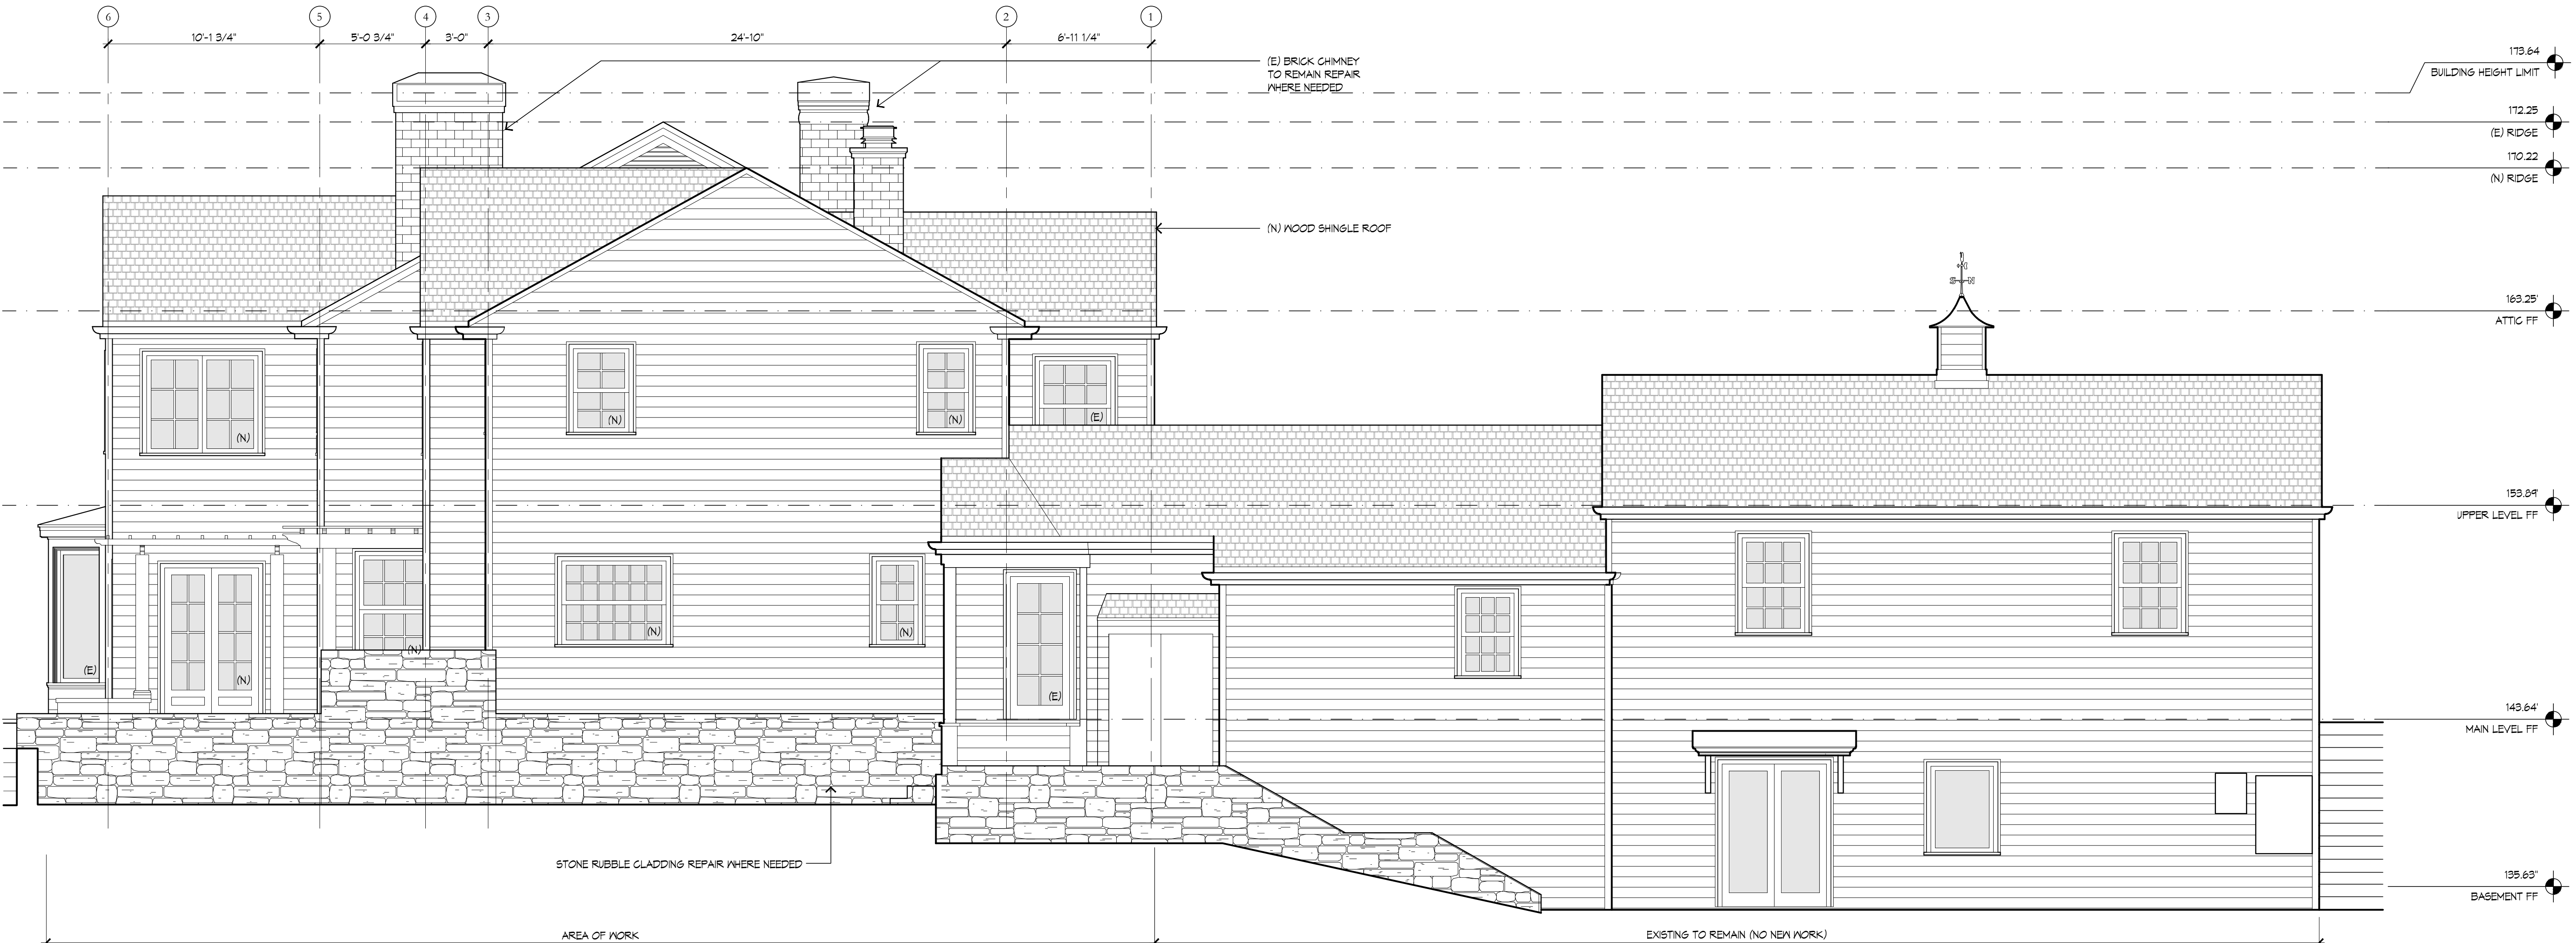 6 5 4 3 2 1
10'-1 3/4" 5'-0 3/4" 3'-0" 24'-10" 6'-11 1/4"
(E) BRICK CHIMNEY
TO REMAIN REPAIR
WHERE NEEDED
173.64
BUILDING HEIGHT LIMIT
172.25
(E) RIDGE
170.22
(N) RIDGE
(N) WOOD SHINGLE ROOF
S N
163.25'
ATTIC FF
(N)
(N)
(N)
(E)
153.89'
UPPER LEVEL FF
(E)
(N)
(N)
(N)
(N)
(E)
143.64'
MAIN LEVEL FF
STONE RUBBLE CLADDING REPAIR WHERE NEEDED
135.63"
BASEMENT FF
AREA OF WORK
EXISTING TO REMAIN (NO NEW WORK)